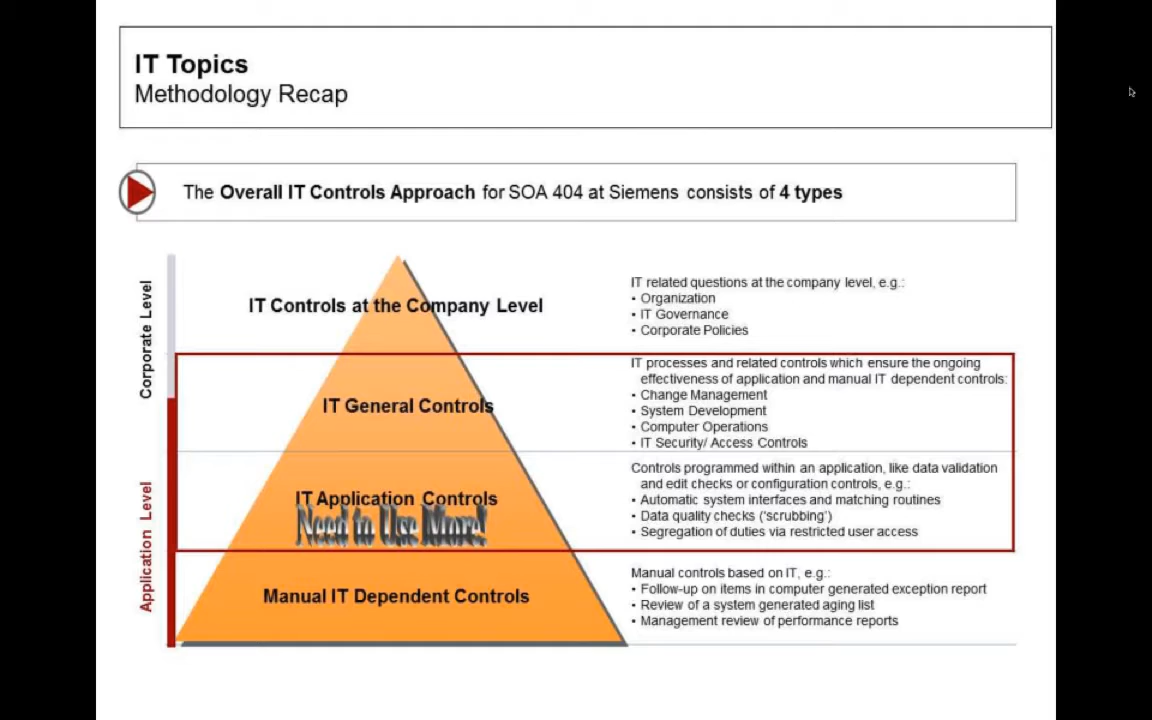 IT Topics
Methodology Recap
The Overall IT Controls Approach for SOA 404 at Siemens consists of 4 types
Corporate Level
IT Controls at the Company Level
IT related questions at the company level, e.g.:
• Organization
• IT Governance
• Corporate Policies
IT General Controls
IT processes and related controls which ensure the ongoing
effectiveness of application and manual IT dependent controls:
• Change Management
• System Development
• Computer Operations
• IT Security/ Access Controls
Application Level
IT Application Controls
Need to Use More!
Controls programmed within an application, like data validation
and edit checks or configuration controls, e.g.:
• Automatic system interfaces and matching routines
• Data quality checks ('scrubbing')
• Segregation of duties via restricted user access
Manual IT Dependent Controls
Manual controls based on IT, e.g.:
• Follow-up on items in computer generated exception report
• Review of a system generated aging list
• Management review of performance reports